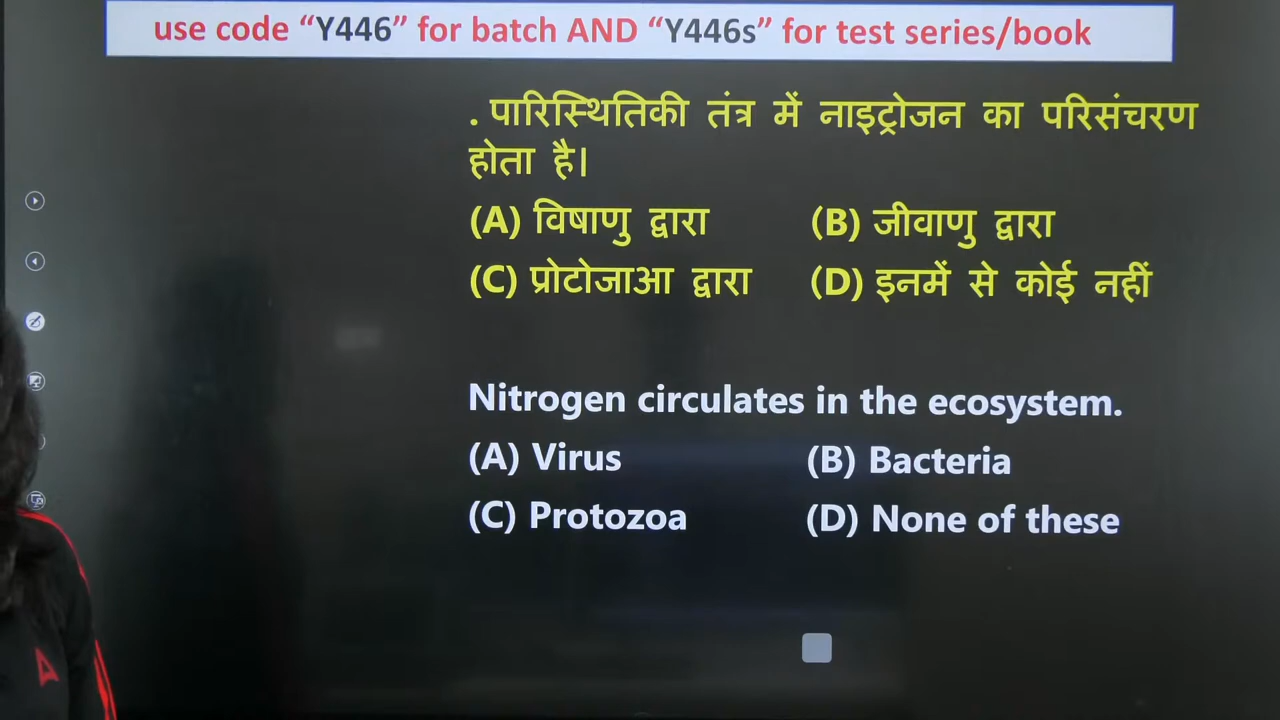 use code “Y446” for batch AND “Y446s” for test series/book
. पारिस्थितिकी तंत्र में नाइट्रोजन का परिसंचरण
होता है।
(A) विषाणु द्वारा (B) जीवाणु द्वारा
(C) प्रोटोजाआ द्वारा (D) इनमें से कोई नहीं
Nitrogen circulates in the ecosystem.
(A) Virus (B) Bacteria
(C) Protozoa (D) None of these